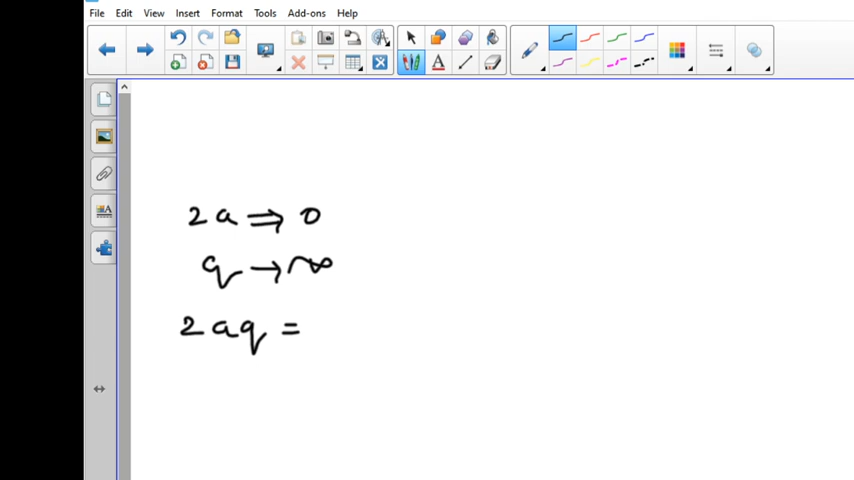 File Edit View Insert Format Tools Add-ons Help
2a ⇒ 0
q → ∞
2aq =